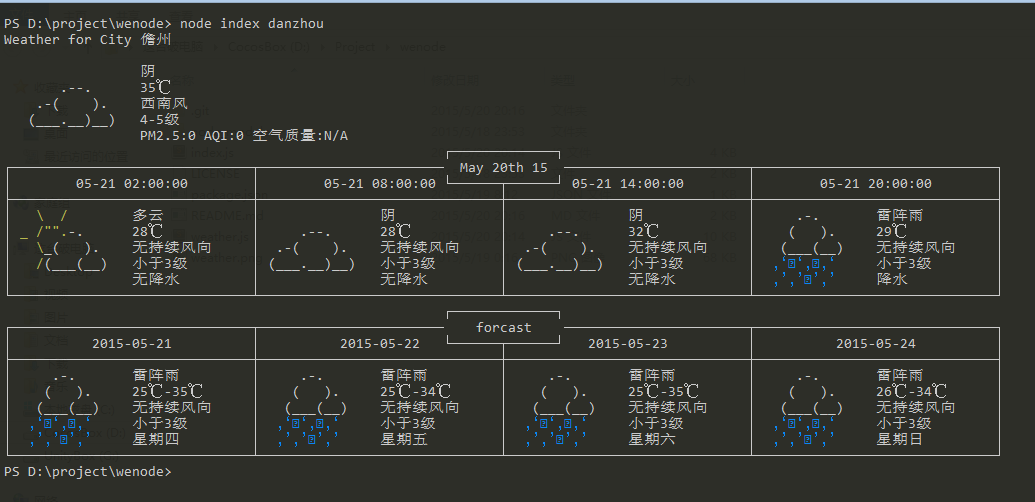 PS D:\project\wenode> node index danzhou
Weather for City 儋州
阴
35℃
西南风
4-5级
PM2.5:0 AQI:0 空气质量:N/A
May 20th 15
05-21 02:00:00 05-21 08:00:00 05-21 14:00:00 05-21 20:00:00
多云 阴 阴 雷阵雨
28℃ 28℃ 32℃ 29℃
无持续风向 无持续风向 无持续风向 无持续风向
小于3级 小于3级 小于3级 小于3级
无降水 无降水 无降水 降水
forcast
2015-05-21 2015-05-22 2015-05-23 2015-05-24
雷阵雨 雷阵雨 雷阵雨 雷阵雨
25℃-35℃ 25℃-34℃ 25℃-35℃ 26℃-34℃
无持续风向 无持续风向 无持续风向 无持续风向
小于3级 小于3级 小于3级 小于3级
星期四 星期五 星期六 星期日
PS D:\project\wenode>